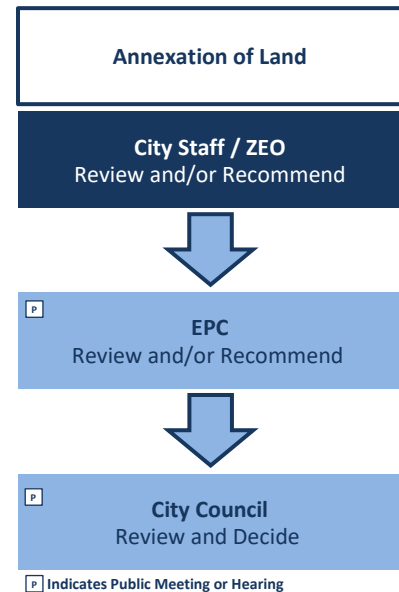 Annexation of Land
City Staff / ZEO
Review and/or Recommend
P
EPC
Review and/or Recommend
P
City Council
Review and Decide
P Indicates Public Meeting or Hearing